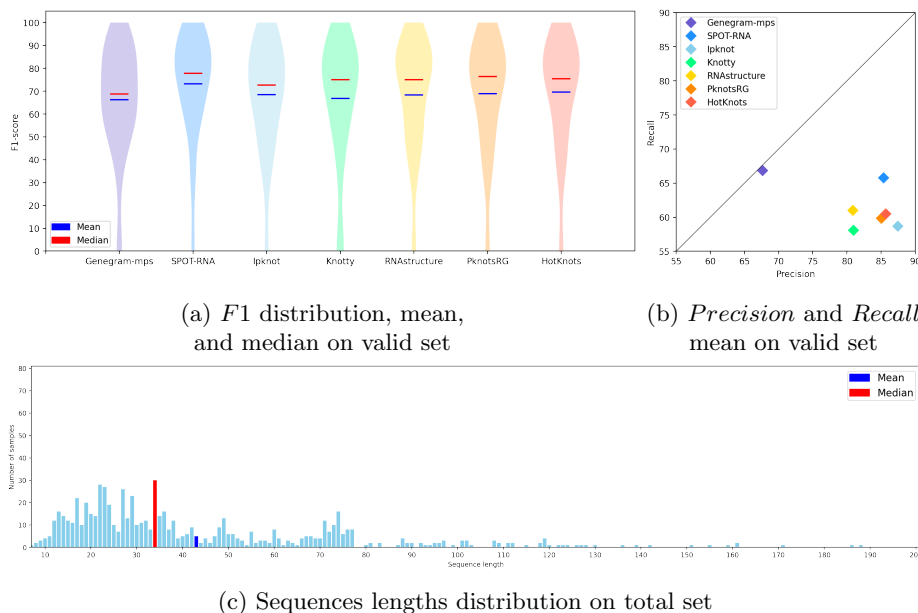 100
90
80
70
60
50
40
30
20
10
0
F1-score
Mean
Median
Genegram-mps SPOT-RNA Ipknot Knotty RNAstructure PknotsRG HotKnots
90
85
80
75
70
65
60
55
Recall
Genegram-mps
SPOT-RNA
Ipknot
Knotty
RNAstructure
PknotsRG
HotKnots
55 60 65 70 75 80 85 90
Precision
(a) F1 distribution, mean,
and median on valid set
(b) Precision and Recall
mean on valid set
80
70
60
50
40
30
20
10
0
Number of samples
Mean
Median
10 20 30 40 50 60 70 80 90 100 110 120 130 140 150 160 170 180 190 200
Sequence length
(c) Sequences lengths distribution on total set